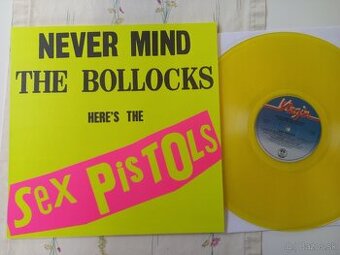 NEVER MIND
THE BOLLOCKS
HERE'S THE
Sex PiSTOLS
Virgin